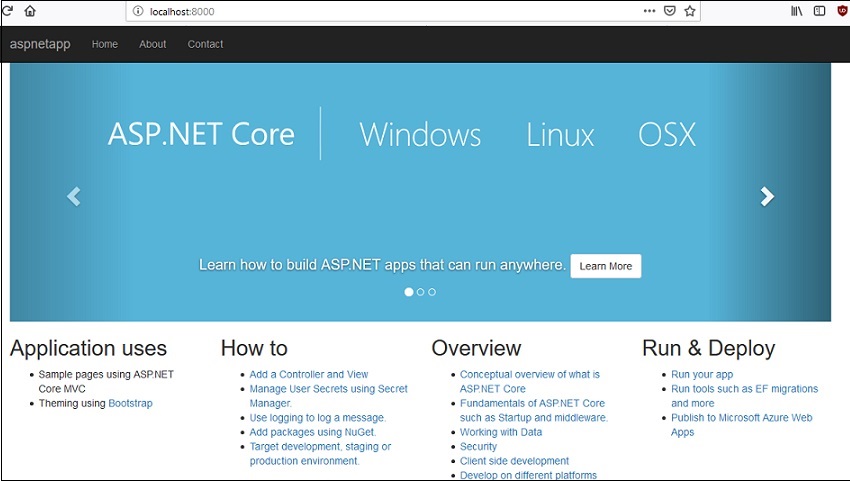 localhost:8000
aspnetapp Home About Contact
ASP.NET Core Windows Linux OSX
Learn how to build ASP.NET apps that can run anywhere. Learn More
Application uses
Sample pages using ASP.NET
Core MVC
Theming using Bootstrap
How to
Add a Controller and View
Manage User Secrets using Secret
Manager.
Use logging to log a message.
Add packages using NuGet.
Target development, staging or
production environment.
Overview
Conceptual overview of what is
ASP.NET Core
Fundamentals of ASP.NET Core
such as Startup and middleware.
Working with Data
Security
Client side development
Develop on different platforms
Run & Deploy
Run your app
Run tools such as EF migrations
and more
Publish to Microsoft Azure Web
Apps